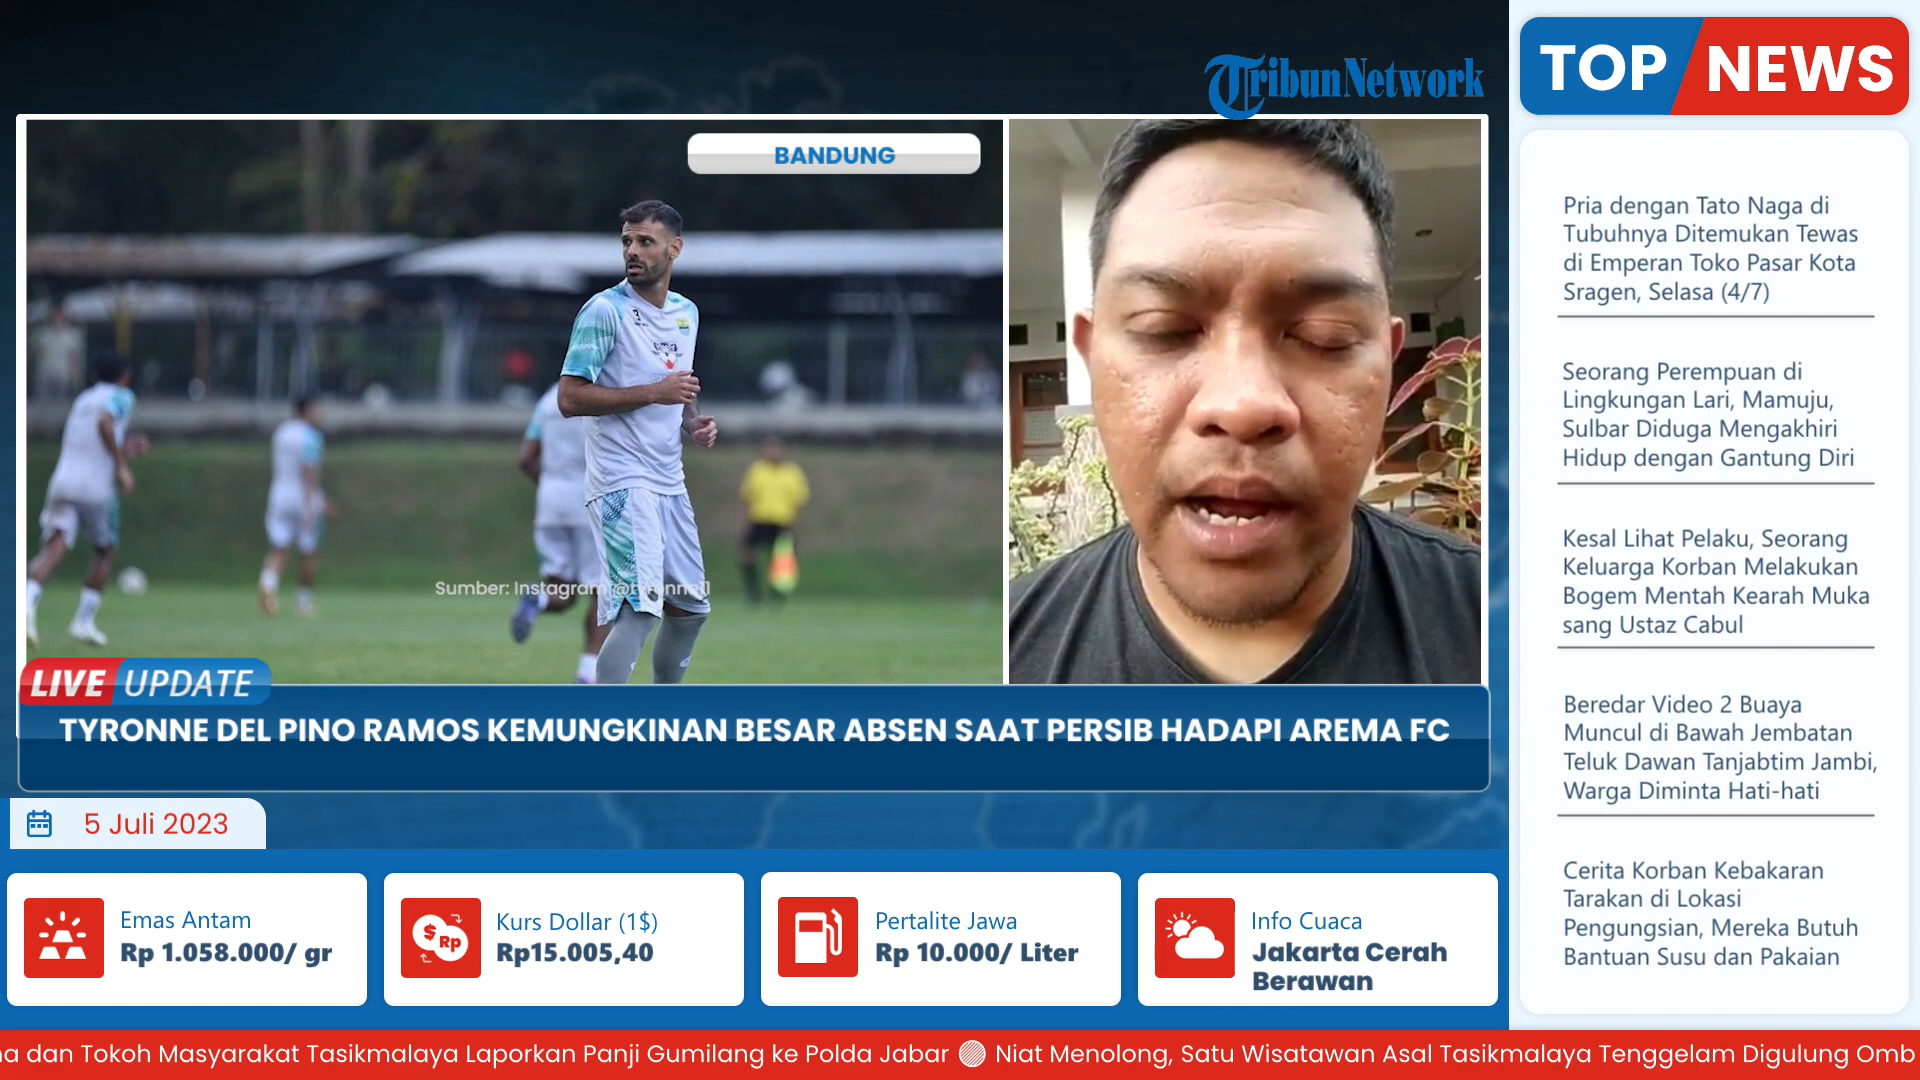 TribunNetwork
TOP NEWS
BANDUNG
Sumber: Instagram @tyronne11
LIVE UPDATE
TYRONNE DEL PINO RAMOS KEMUNGKINAN BESAR ABSEN SAAT PERSIB HADAPI AREMA FC
5 Juli 2023
Emas Antam
Rp 1.058.000/ gr
Kurs Dollar (1$)
Rp15.005,40
Pertalite Jawa
Rp 10.000/ Liter
Info Cuaca
Jakarta Cerah
Berawan
Pria dengan Tato Naga di
Tubuhnya Ditemukan Tewas
di Emperan Toko Pasar Kota
Sragen, Selasa (4/7)
Seorang Perempuan di
Lingkungan Lari, Mamuju,
Sulbar Diduga Mengakhiri
Hidup dengan Gantung Diri
Kesal Lihat Pelaku, Seorang
Keluarga Korban Melakukan
Bogem Mentah Kearah Muka
sang Ustaz Cabul
Beredar Video 2 Buaya
Muncul di Bawah Jembatan
Teluk Dawan Tanjabtim Jambi,
Warga Diminta Hati-hati
Cerita Korban Kebakaran
Tarakan di Lokasi
Pengungsian, Mereka Butuh
Bantuan Susu dan Pakaian
na dan Tokoh Masyarakat Tasikmalaya Laporkan Panji Gumilang ke Polda Jabar Niat Menolong, Satu Wisatawan Asal Tasikmalaya Tenggelam Digulung Omb